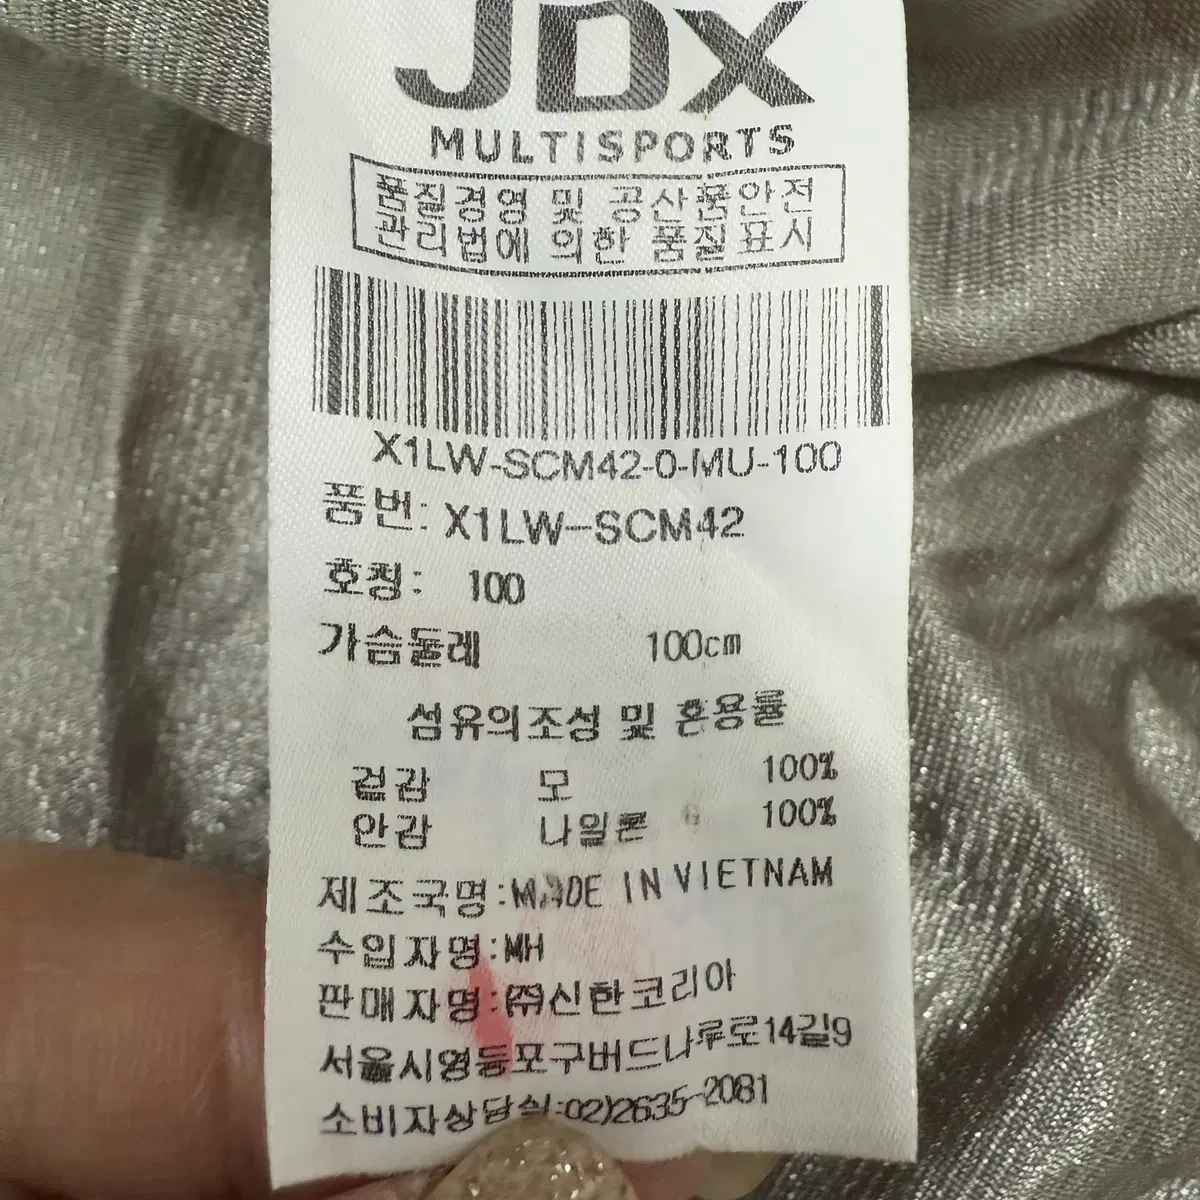 JDX
MULTISPORTS
품질경영 및 공산품안전
관리법에 의한 품질표시
X1LW-SCM42-0-MU-100
품번: X1LW-SCM42
호칭: 100
가슴둘레 100cm
섬유의조성 및 혼용률
겉감 모 100%
안감 나일론 100%
제조국명:MADE IN VIETNAM
수입자명:MH
판매자명:㈜신한코리아
서울시영등포구버드나루로14길9
소비자상담실:02)2635-2081